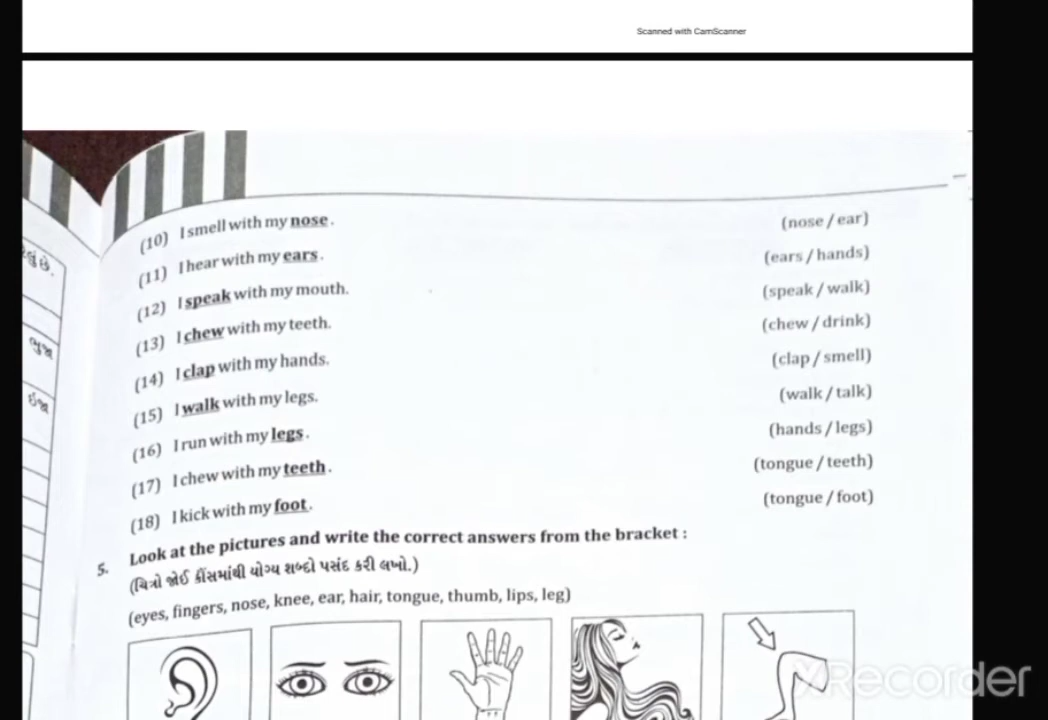 Scanned with CamScanner
(10) I smell with my nose. (nose / ear)
(11) I hear with my ears. (ears / hands)
(12) I speak with my mouth. (speak / walk)
(13) I chew with my teeth. (chew / drink)
(14) I clap with my hands. (clap / smell)
(15) I walk with my legs. (walk / talk)
(16) I run with my legs. (hands / legs)
(17) I chew with my teeth. (tongue / teeth)
(18) I kick with my foot. (tongue / foot)
5. Look at the pictures and write the correct answers from the bracket :
(ચિત્રો જોઈ કૌંસમાંથી યોગ્ય શબ્દો પસંદ કરી લખો.)
(eyes, fingers, nose, knee, ear, hair, tongue, thumb, lips, leg)
XRecorder